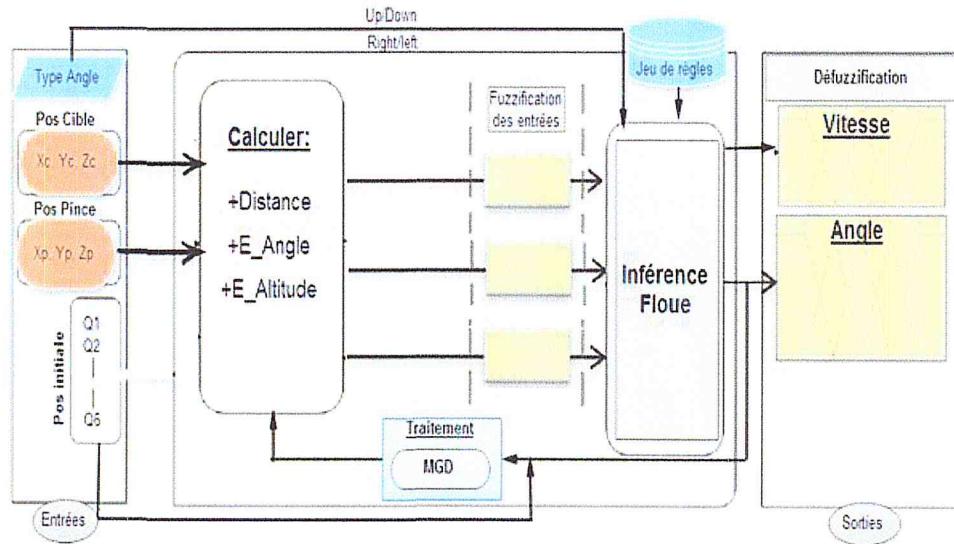 Up/Down
Right/left
Type Angle
Pos Cible
Xc, Yc, Zc
Pos Pince
Xp, Yp, Zp
Pos initiale
Q1
Q2
Q6
Entrées
Calculer:
+Distance
+E_Angle
+E_Altitude
Fuzzification
des entrées
Jeu de règles
Inférence
Floue
Traitement
MGD
Défuzzification
Vitesse
Angle
Sorties